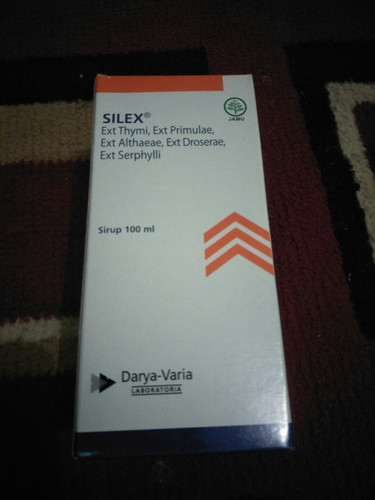 JAMU
SILEX®
Ext Thymi, Ext Primulae,
Ext Althaeae, Ext Droserae,
Ext Serphylli
Sirup 100 ml
Darya-Varia
LABORATORIA